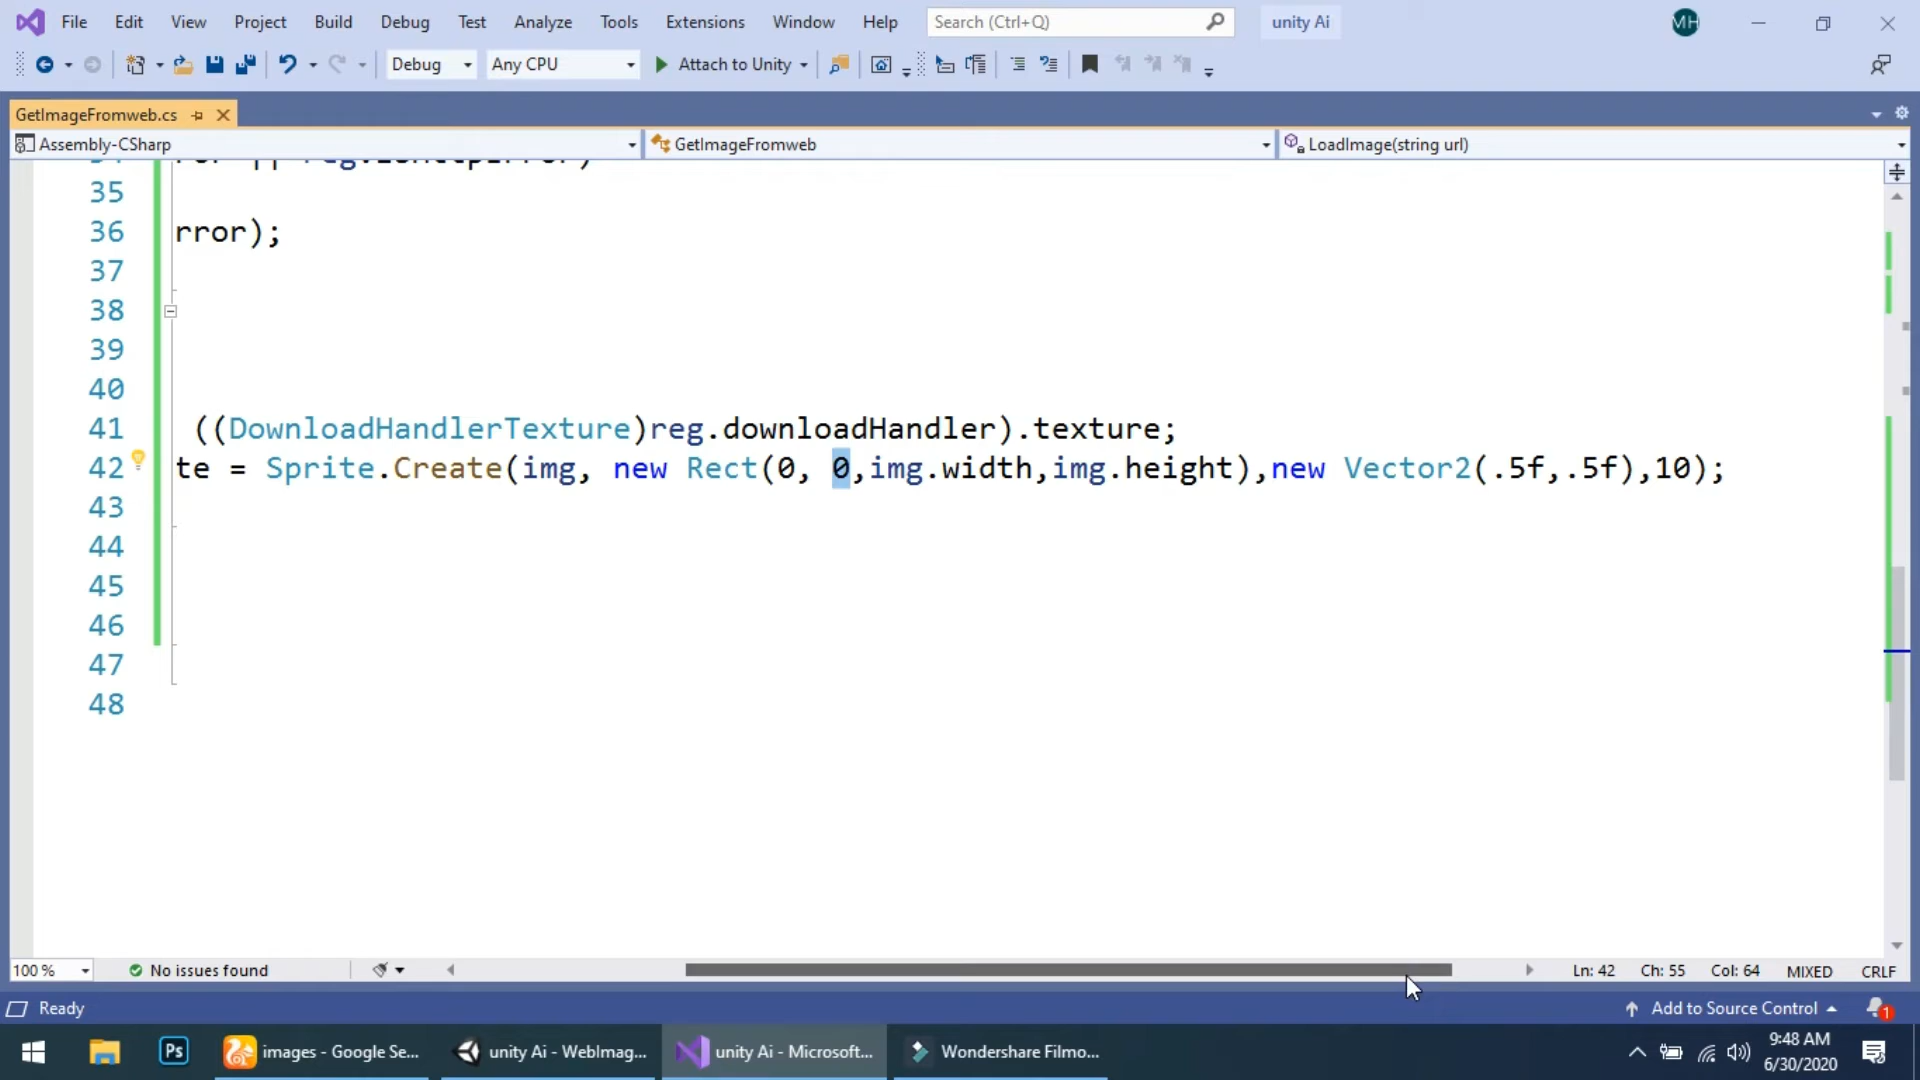 File Edit View Project Build Debug Test Analyze Tools Extensions Window Help Search (Ctrl+Q) unity Ai MH
Debug Any CPU Attach to Unity
GetImageFromweb.cs
Assembly-CSharp GetImageFromweb LoadImage(string url)
35
36 rror);
37
38
39
40
41 ((DownloadHandlerTexture)reg.downloadHandler).texture;
42 te = Sprite.Create(img, new Rect(0, 0,img.width,img.height),new Vector2(.5f,.5f),10);
43
44
45
46
47
48
100 % No issues found Ln: 42 Ch: 55 Col: 64 MIXED CRLF
Ready Add to Source Control 1
Ps images - Google Se... unity Ai - WebImag... unity Ai - Microsoft... Wondershare Filmo... 9:48 AM
6/30/2020